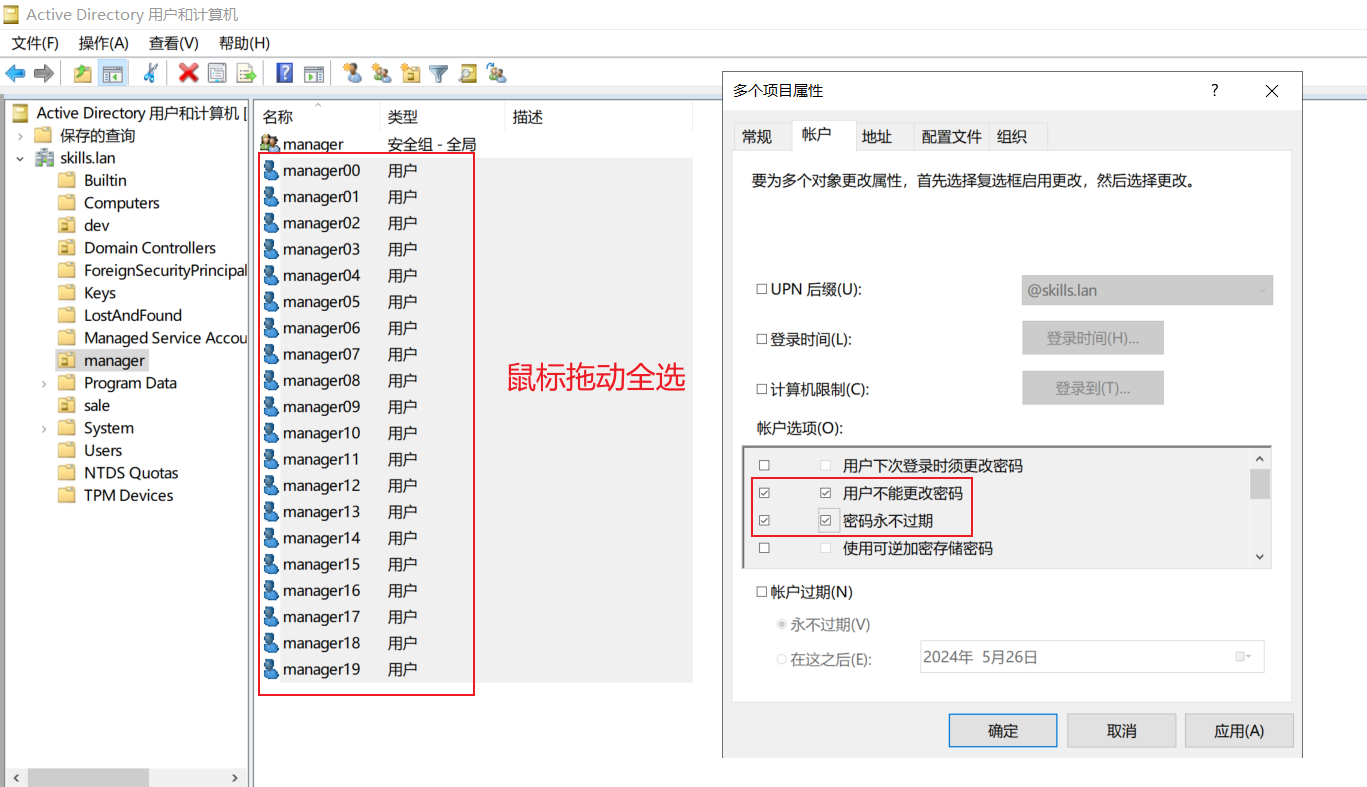 Active Directory 用户和计算机
文件(F) 操作(A) 查看(V) 帮助(H)
Active Directory 用户和计算机 [
保存的查询
skills.lan
Builtin
Computers
dev
Domain Controllers
ForeignSecurityPrincipal
Keys
LostAndFound
Managed Service Accou
manager
Program Data
sale
System
Users
NTDS Quotas
TPM Devices
名称 类型 描述
manager 安全组 - 全局
manager00 用户
manager01 用户
manager02 用户
manager03 用户
manager04 用户
manager05 用户
manager06 用户
manager07 用户
manager08 用户
manager09 用户
manager10 用户
manager11 用户
manager12 用户
manager13 用户
manager14 用户
manager15 用户
manager16 用户
manager17 用户
manager18 用户
manager19 用户
鼠标拖动全选
多个项目属性
常规 帐户 地址 配置文件 组织
要为多个对象更改属性，首先选择复选框启用更改，然后选择更改。
UPN 后缀(U): @skills.lan
登录时间(L): 登录时间(H)...
计算机限制(C): 登录到(T)...
帐户选项(O):
用户下次登录时须更改密码
用户不能更改密码
密码永不过期
使用可逆加密存储密码
帐户过期(N)
永不过期(V)
在这之后(E): 2024年 5月26日
确定 取消 应用(A)